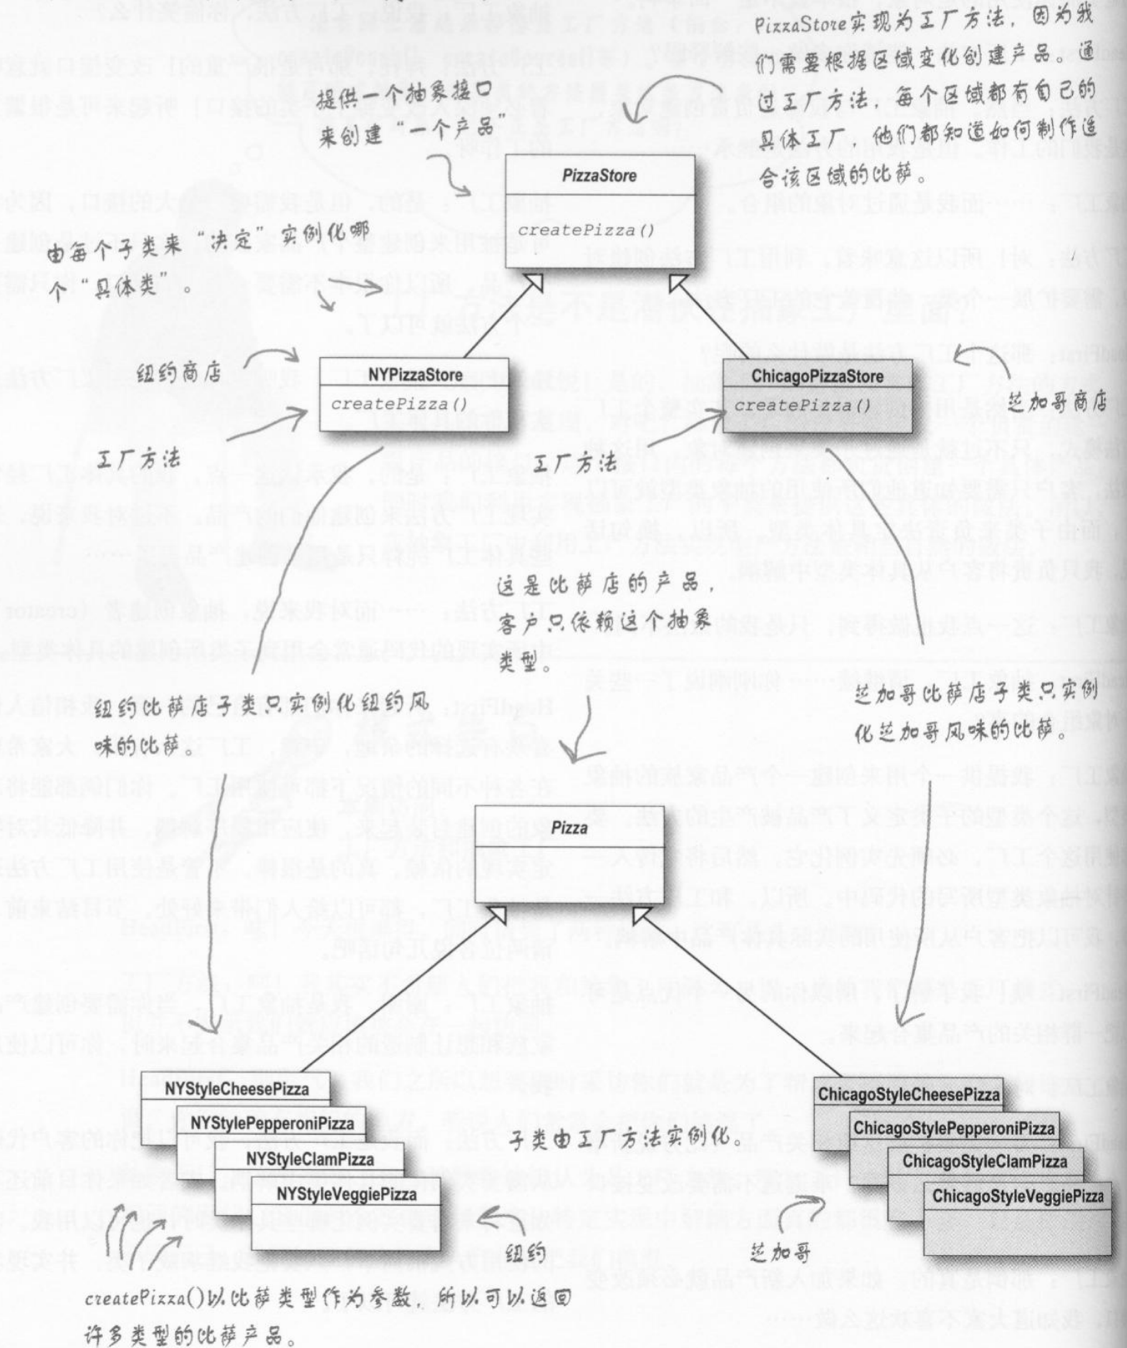 PizzaStore实现为工厂方法，因为我
们需要根据区域变化创建产品。通
过工厂方法，每个区域都有自己的
具体工厂，他们都知道如何制作适
合该区域的比萨。
提供一个抽象接口
来创建“一个产品”
PizzaStore
createPizza()
由每个子类来“决定”实例化哪
个“具体类”。
纽约商店
NYPizzaStore
createPizza()
工厂方法
ChicagoPizzaStore
createPizza()
芝加哥商店
工厂方法
这是比萨店的产品，
客户只依赖这个抽象
类型。
纽约比萨店子类只实例化纽约风
味的比萨。
芝加哥比萨店子类只实例
化芝加哥风味的比萨。
Pizza
NYStyleCheesePizza
NYStylePepperoniPizza
NYStyleClamPizza
NYStyleVeggiePizza
子类由工厂方法实例化。
ChicagoStyleCheesePizza
ChicagoStylePepperoniPizza
ChicagoStyleClamPizza
ChicagoStyleVeggiePizza
纽约
芝加哥
createPizza()以比萨类型作为参数，所以可以返回
许多类型的比萨产品。